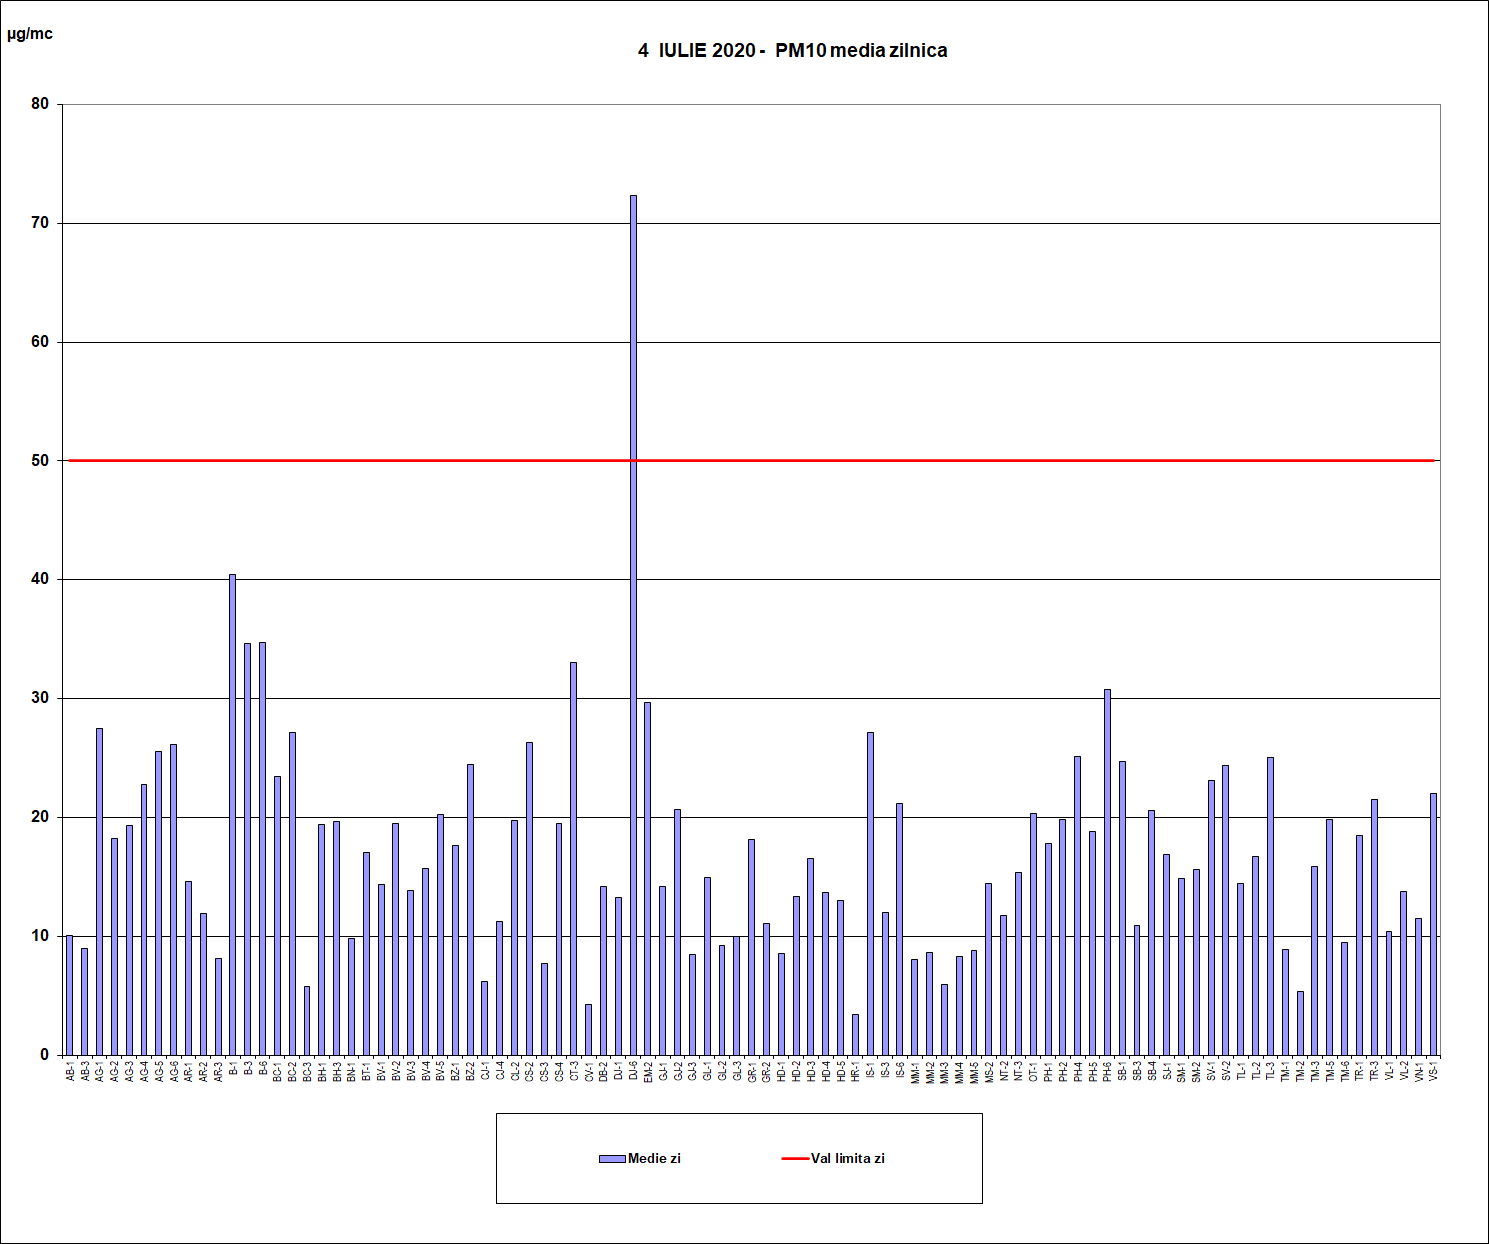 µg/mc
4 IULIE 2020 - PM10 media zilnica
80
70
60
50
40
30
20
10
0
AB-1 AB-3 AG-1 AG-2 AG-3 AG-4 AG-5 AG-6 AR-1 AR-2 AR-3 B-1 B-3 B-6 BC-1 BC-2 BC-3 BH-1 BH-3 BN-1 BT-1 BV-1 BV-2 BV-3 BV-4 BV-5 BZ-1 BZ-2 CJ-1 CJ-4 CL-2 CS-2 CS-3 CS-4 CT-3 CV-1 DB-2 DJ-1 DJ-6 EM-2 GJ-1 GJ-2 GJ-3 GL-1 GL-2 GL-3 GR-1 GR-2 HD-1 HD-2 HD-3 HD-4 HD-5 HR-1 IS-1 IS-3 IS-6 MM-1 MM-2 MM-3 MM-4 MM-5 MS-2 NT-2 NT-3 OT-1 PH-1 PH-2 PH-4 PH-5 PH-6 SB-1 SB-3 SB-4 SJ-1 SM-1 SM-2 SV-1 SV-2 TL-1 TL-2 TL-3 TM-1 TM-2 TM-3 TM-5 TM-6 TR-1 TR-3 VL-1 VL-2 VN-1 VS-1
Medie zi Val limita zi